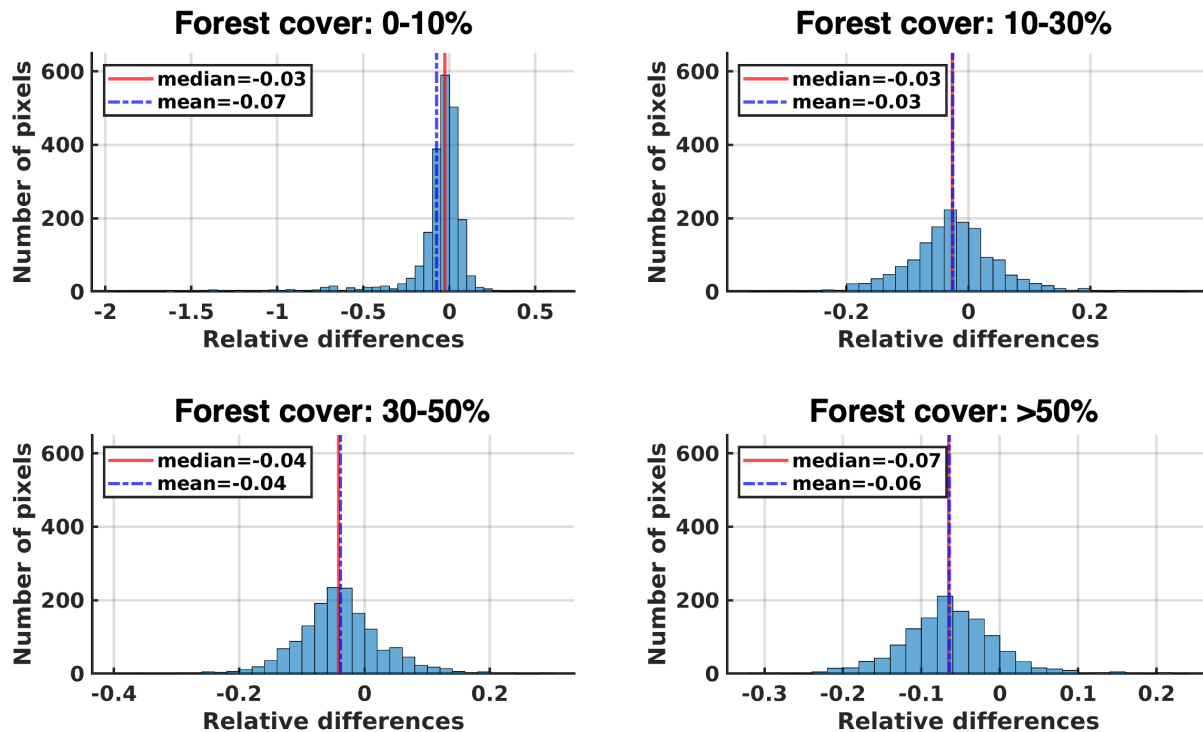 Forest cover: 0-10%
Number of pixels
600
400
200
0
median=-0.03
mean=-0.07
-2 -1.5 -1 -0.5 0 0.5
Relative differences
Forest cover: 10-30%
Number of pixels
600
400
200
0
median=-0.03
mean=-0.03
-0.2 0 0.2
Relative differences
Forest cover: 30-50%
Number of pixels
600
400
200
0
median=-0.04
mean=-0.04
-0.4 -0.2 0 0.2
Relative differences
Forest cover: >50%
Number of pixels
600
400
200
0
median=-0.07
mean=-0.06
-0.3 -0.2 -0.1 0 0.1 0.2
Relative differences